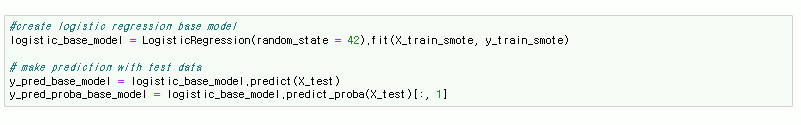 #create logistic regression base model
logistic_base_model = LogisticRegression(random_state = 42).fit(X_train_smote, y_train_smote)
# make prediction with test data
y_pred_base_model = logistic_base_model.predict(X_test)
y_pred_proba_base_model = logistic_base_model.predict_proba(X_test)[:, 1]